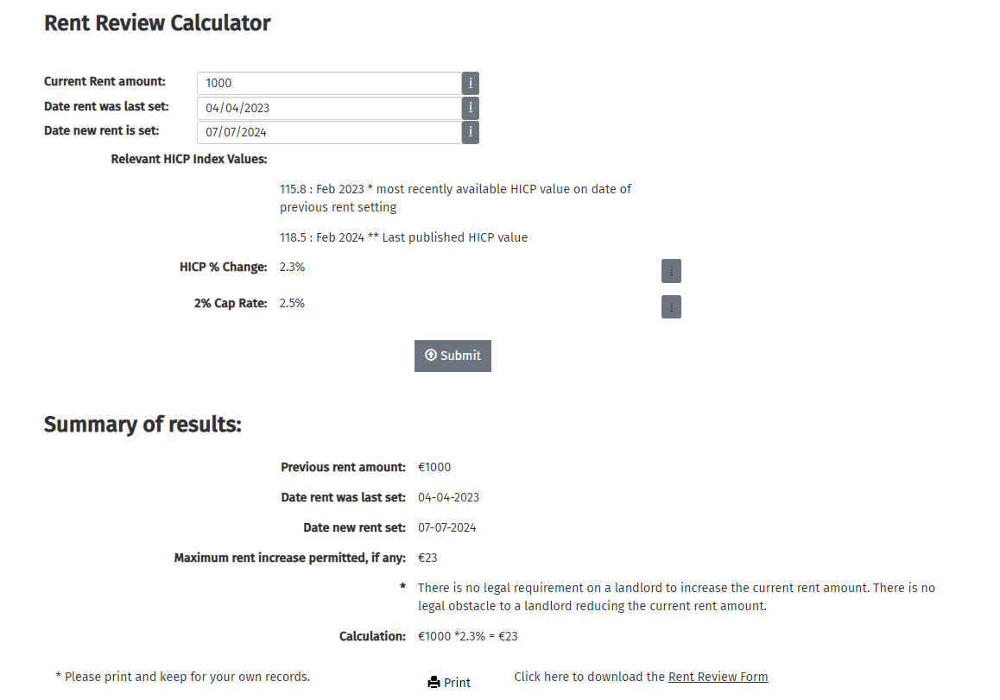 Rent Review Calculator
Current Rent amount: 1000 i
Date rent was last set: 04/04/2023 i
Date new rent is set: 07/07/2024 i
Relevant HICP Index Values:
115.8 : Feb 2023 * most recently available HICP value on date of
previous rent setting
118.5 : Feb 2024 ** Last published HICP value
HICP % Change: 2.3% i
2% Cap Rate: 2.5% i
Submit
Summary of results:
Previous rent amount: €1000
Date rent was last set: 04-04-2023
Date new rent set: 07-07-2024
Maximum rent increase permitted, if any: €23
* There is no legal requirement on a landlord to increase the current rent amount. There is no
legal obstacle to a landlord reducing the current rent amount.
Calculation: €1000 *2.3% = €23
* Please print and keep for your own records. Print Click here to download the Rent Review Form